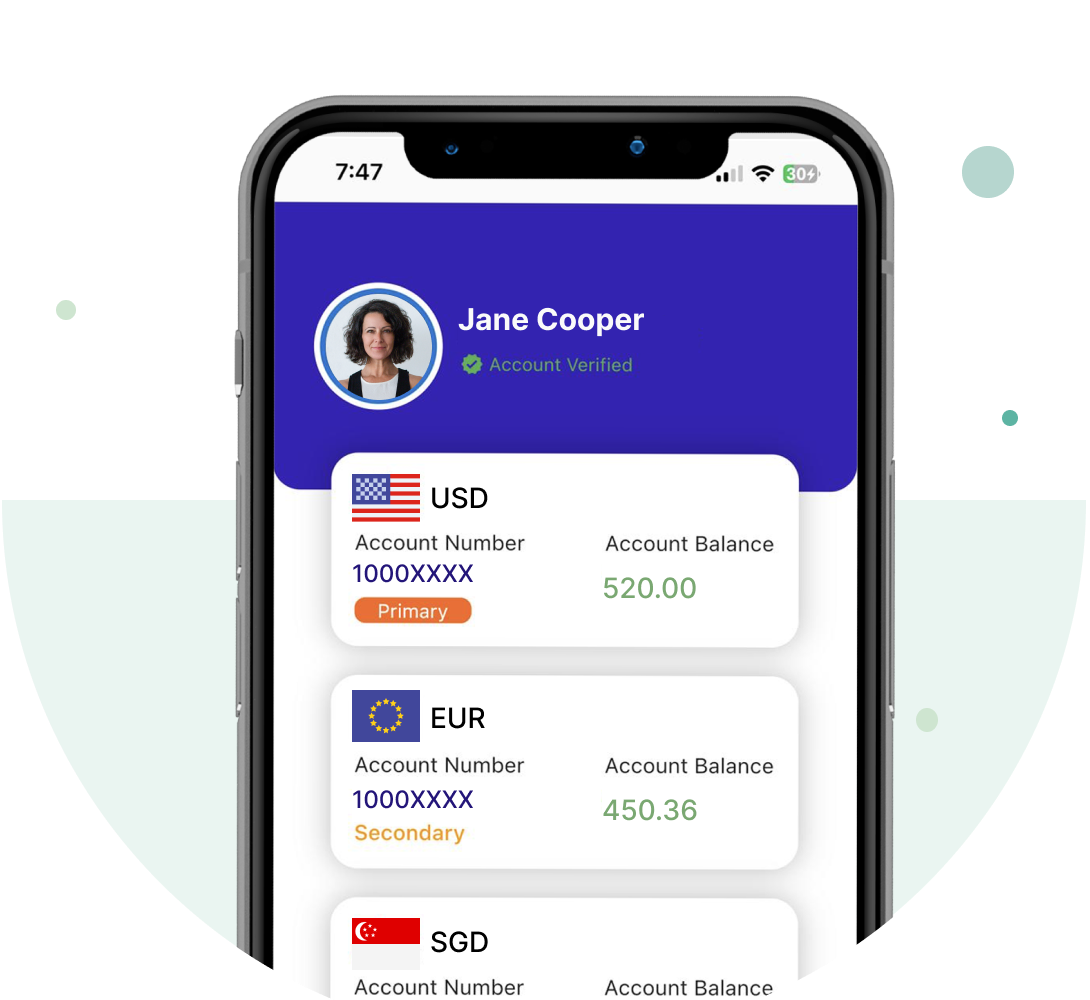 7:47
30
Jane Cooper
Account Verified
USD
Account Number Account Balance
1000XXXX
520.00
Primary
EUR
Account Number Account Balance
1000XXXX
450.36
Secondary
SGD
Account Number Account Balance